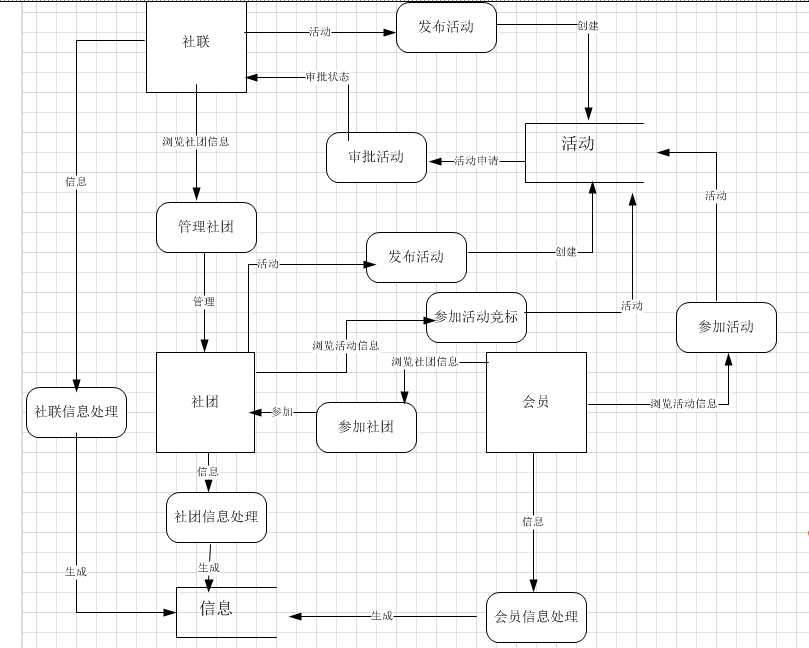 社联
活动
发布活动
创建
审批状态
浏览社团信息
审批活动
活动申请
活动
信息
活动
管理社团
发布活动
创建
活动
管理
参加活动竞标
活动
参加活动
浏览活动信息
浏览社团信息
社联信息处理
社团
参加
参加社团
会员
浏览活动信息
信息
社团信息处理
信息
生成
生成
信息
生成
会员信息处理